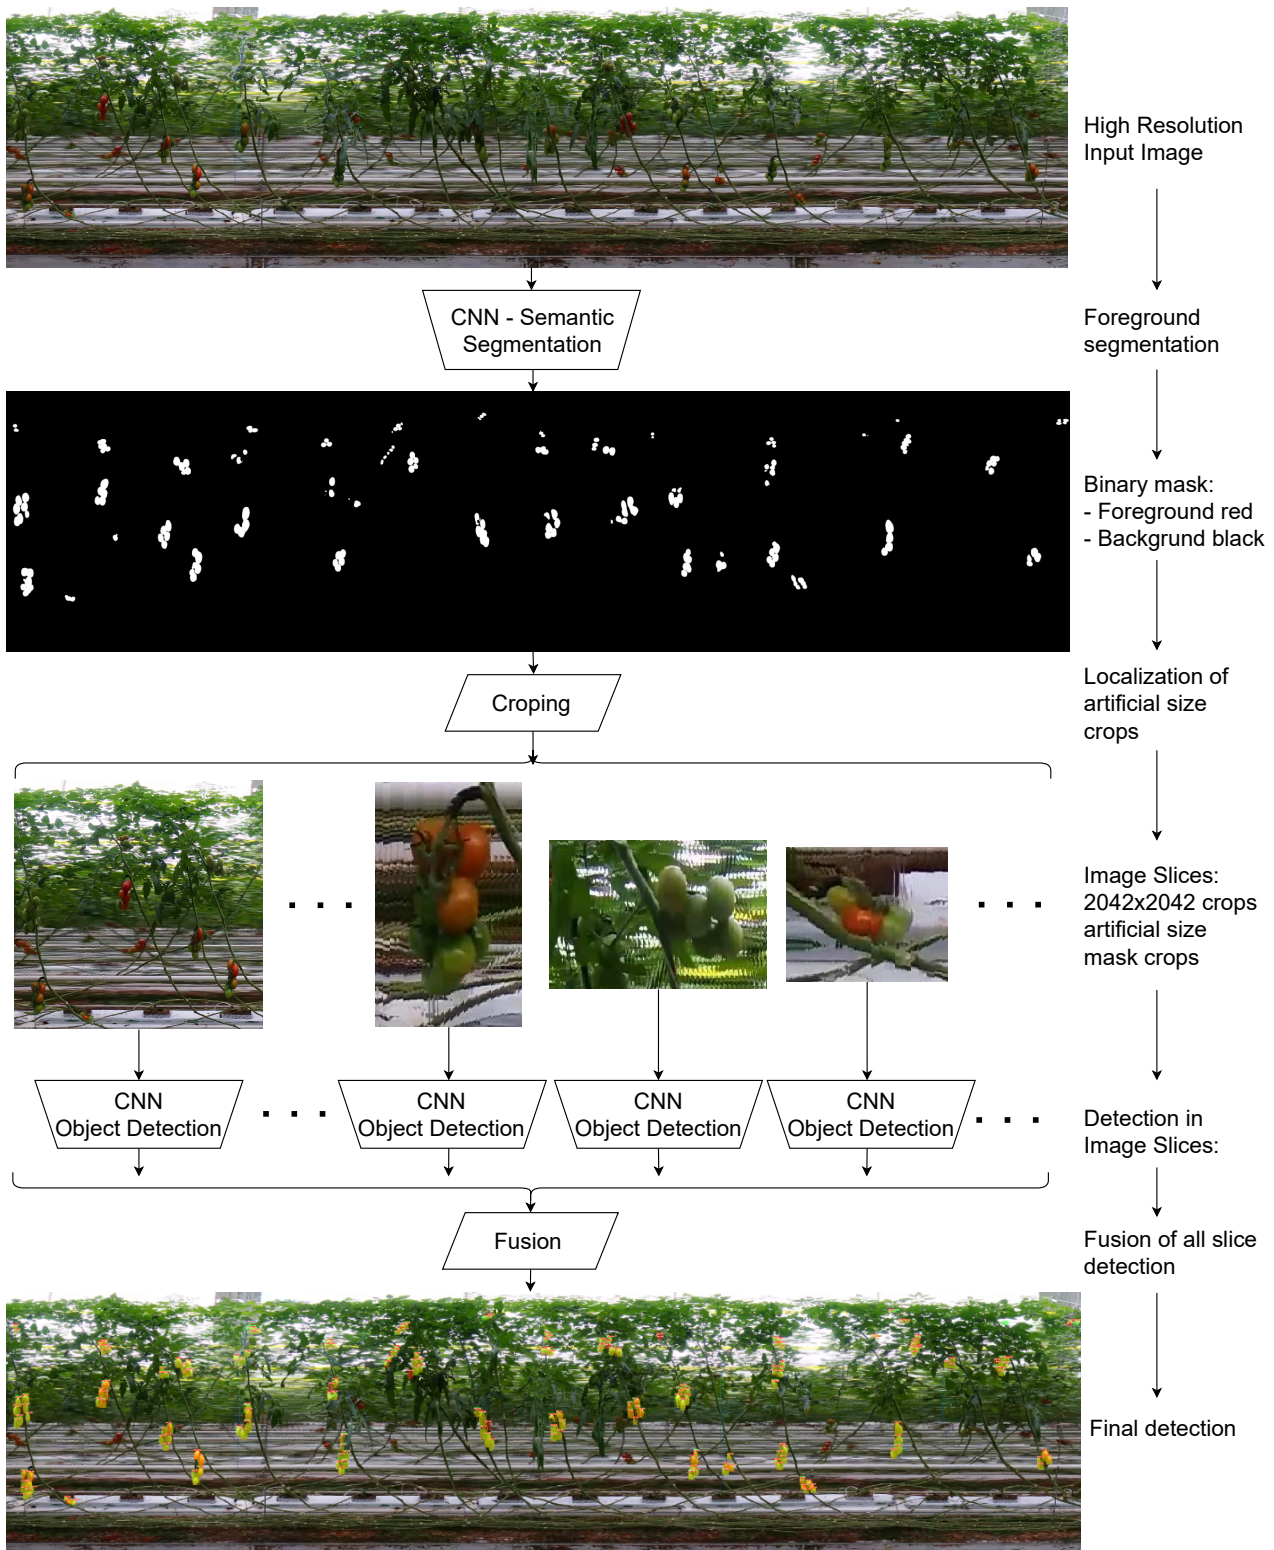 High Resolution
Input Image
CNN - Semantic
Segmentation
Foreground
segmentation
Binary mask:
- Foreground red
- Backgrund black
Croping
Localization of
artificial size
crops
Image Slices:
2042x2042 crops
artificial size
mask crops
CNN
Object Detection
CNN
Object Detection
CNN
Object Detection
CNN
Object Detection
Detection in
Image Slices:
Fusion
Fusion of all slice
detection
Final detection